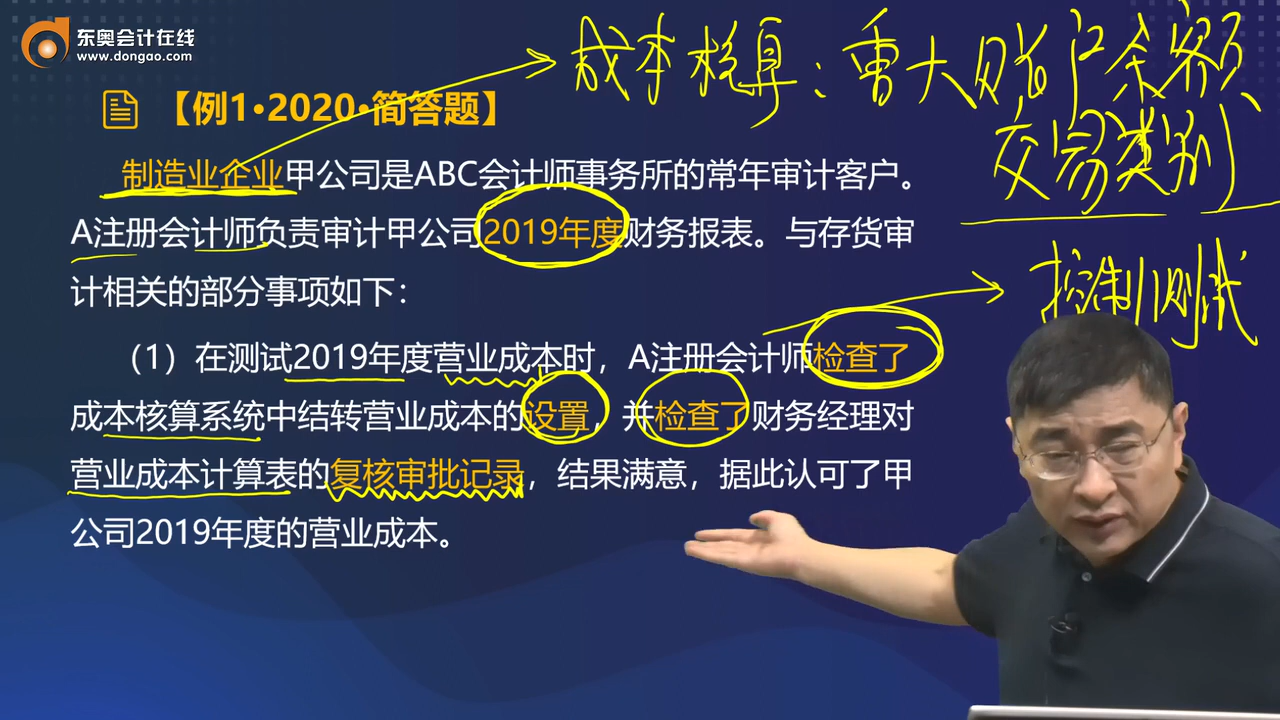 东奥会计在线
www.dongao.com
成本核算：重大账户余额
交易类别
【例1·2020·简答题】
制造业企业甲公司是ABC会计师事务所的常年审计客户。
A注册会计师负责审计甲公司2019年度财务报表。与存货审
计相关的部分事项如下：
控制测试
（1）在测试2019年度营业成本时，A注册会计师检查了
成本核算系统中结转营业成本的设置，并检查了财务经理对
营业成本计算表的复核审批记录，结果满意，据此认可了甲
公司2019年度的营业成本。